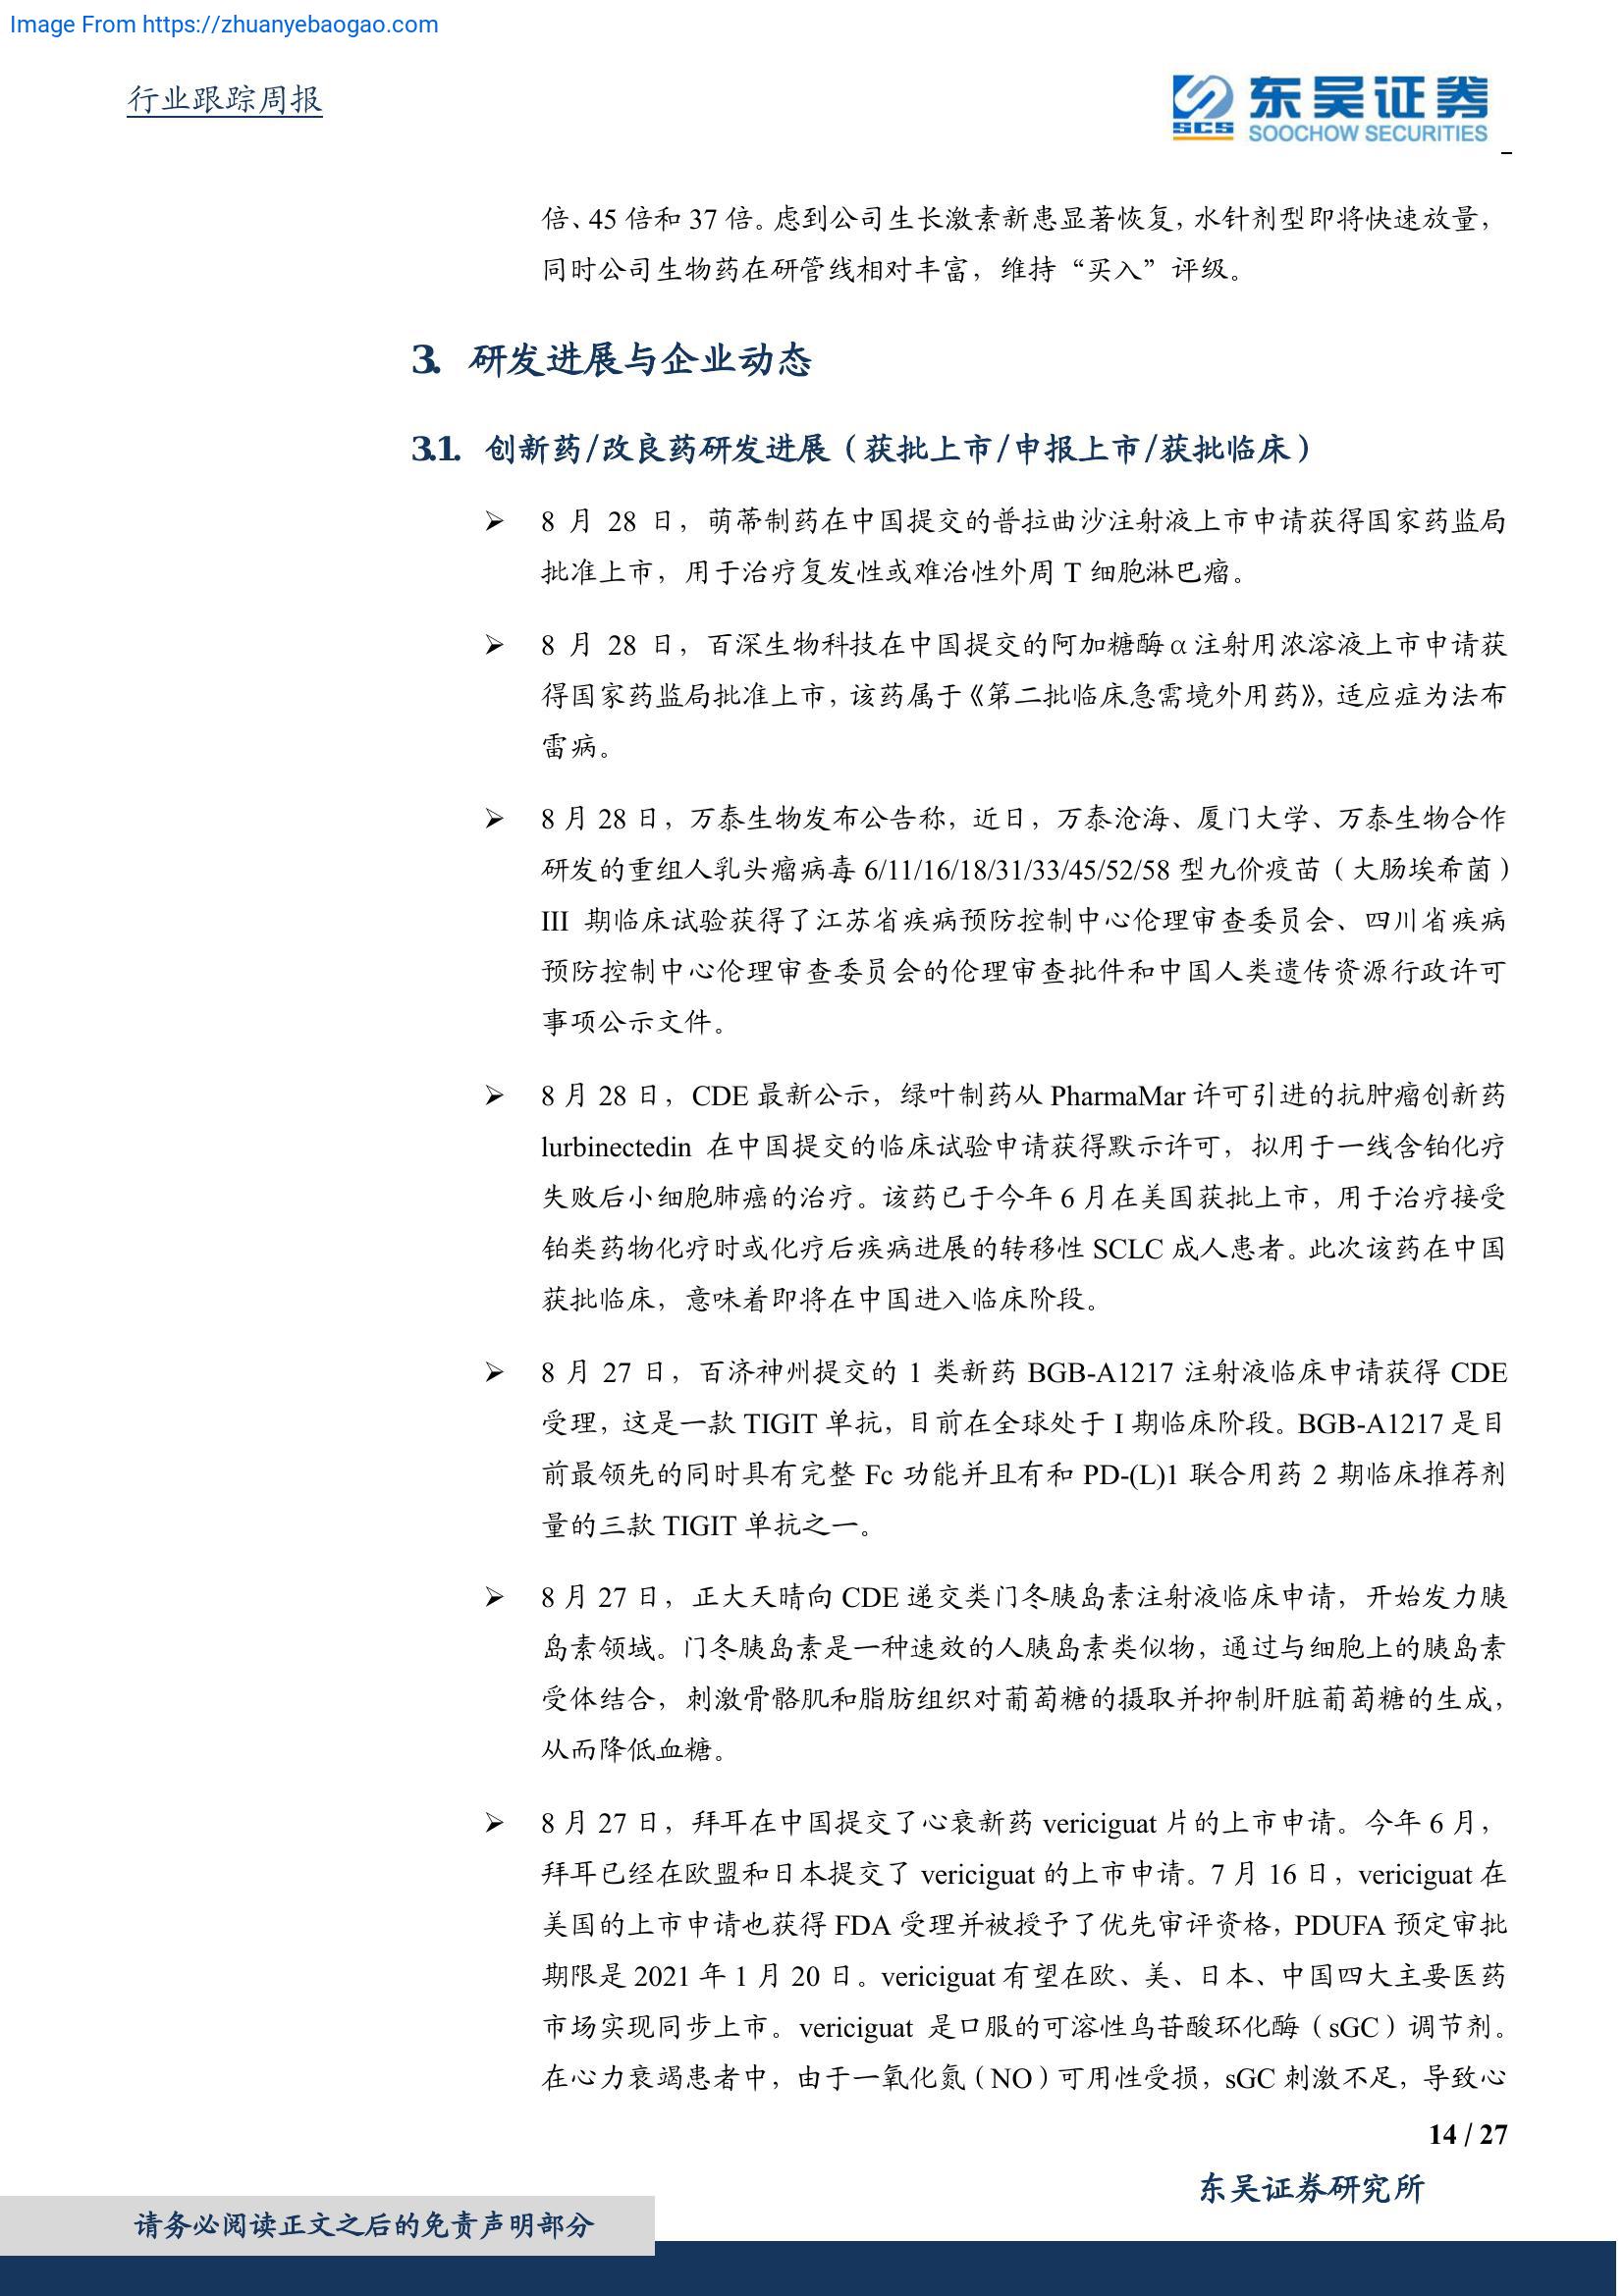 Image From https://zhuanyebaogao.com
行业跟踪周报
SCS 东吴证券
SOOCHOW SECURITIES
倍、45 倍和 37 倍。虑到公司生长激素新患显著恢复，水针剂型即将快速放量，
同时公司生物药在研管线相对丰富，维持“买入”评级。
3. 研发进展与企业动态
3.1. 创新药/改良药研发进展（获批上市/申报上市/获批临床）
➢ 8 月 28 日，萌蒂制药在中国提交的普拉曲沙注射液上市申请获得国家药监局
批准上市，用于治疗复发性或难治性外周 T 细胞淋巴瘤。
➢ 8 月 28 日，百深生物科技在中国提交的阿加糖酶α注射用浓溶液上市申请获
得国家药监局批准上市，该药属于《第二批临床急需境外用药》，适应症为法布
雷病。
➢ 8 月 28 日，万泰生物发布公告称，近日，万泰沧海、厦门大学、万泰生物合作
研发的重组人乳头瘤病毒 6/11/16/18/31/33/45/52/58 型九价疫苗（大肠埃希菌）
III 期临床试验获得了江苏省疾病预防控制中心伦理审查委员会、四川省疾病
预防控制中心伦理审查委员会的伦理审查批件和中国人类遗传资源行政许可
事项公示文件。
➢ 8 月 28 日，CDE 最新公示，绿叶制药从 PharmaMar 许可引进的抗肿瘤创新药
lurbinectedin 在中国提交的临床试验申请获得默示许可，拟用于一线含铂化疗
失败后小细胞肺癌的治疗。该药已于今年 6 月在美国获批上市，用于治疗接受
铂类药物化疗时或化疗后疾病进展的转移性 SCLC 成人患者。此次该药在中国
获批临床，意味着即将在中国进入临床阶段。
➢ 8 月 27 日，百济神州提交的 1 类新药 BGB-A1217 注射液临床申请获得 CDE
受理，这是一款 TIGIT 单抗，目前在全球处于 I 期临床阶段。BGB-A1217 是目
前最领先的同时具有完整 Fc 功能并且有和 PD-(L)1 联合用药 2 期临床推荐剂
量的三款 TIGIT 单抗之一。
➢ 8 月 27 日，正大天晴向 CDE 递交类门冬胰岛素注射液临床申请，开始发力胰
岛素领域。门冬胰岛素是一种速效的人胰岛素类似物，通过与细胞上的胰岛素
受体结合，刺激骨骼肌和脂肪组织对葡萄糖的摄取并抑制肝脏葡萄糖的生成，
从而降低血糖。
➢ 8 月 27 日，拜耳在中国提交了心衰新药 vericiguat 片的上市申请。今年 6 月，
拜耳已经在欧盟和日本提交了 vericiguat 的上市申请。7 月 16 日，vericiguat 在
美国的上市申请也获得 FDA 受理并被授予了优先审评资格，PDUFA 预定审批
期限是 2021 年 1 月 20 日。vericiguat 有望在欧、美、日本、中国四大主要医药
市场实现同步上市。vericiguat 是口服的可溶性鸟苷酸环化酶（sGC）调节剂。
在心力衰竭患者中，由于一氧化氮（NO）可用性受损，sGC 刺激不足，导致心
14 / 27
东吴证券研究所
请务必阅读正文之后的免责声明部分